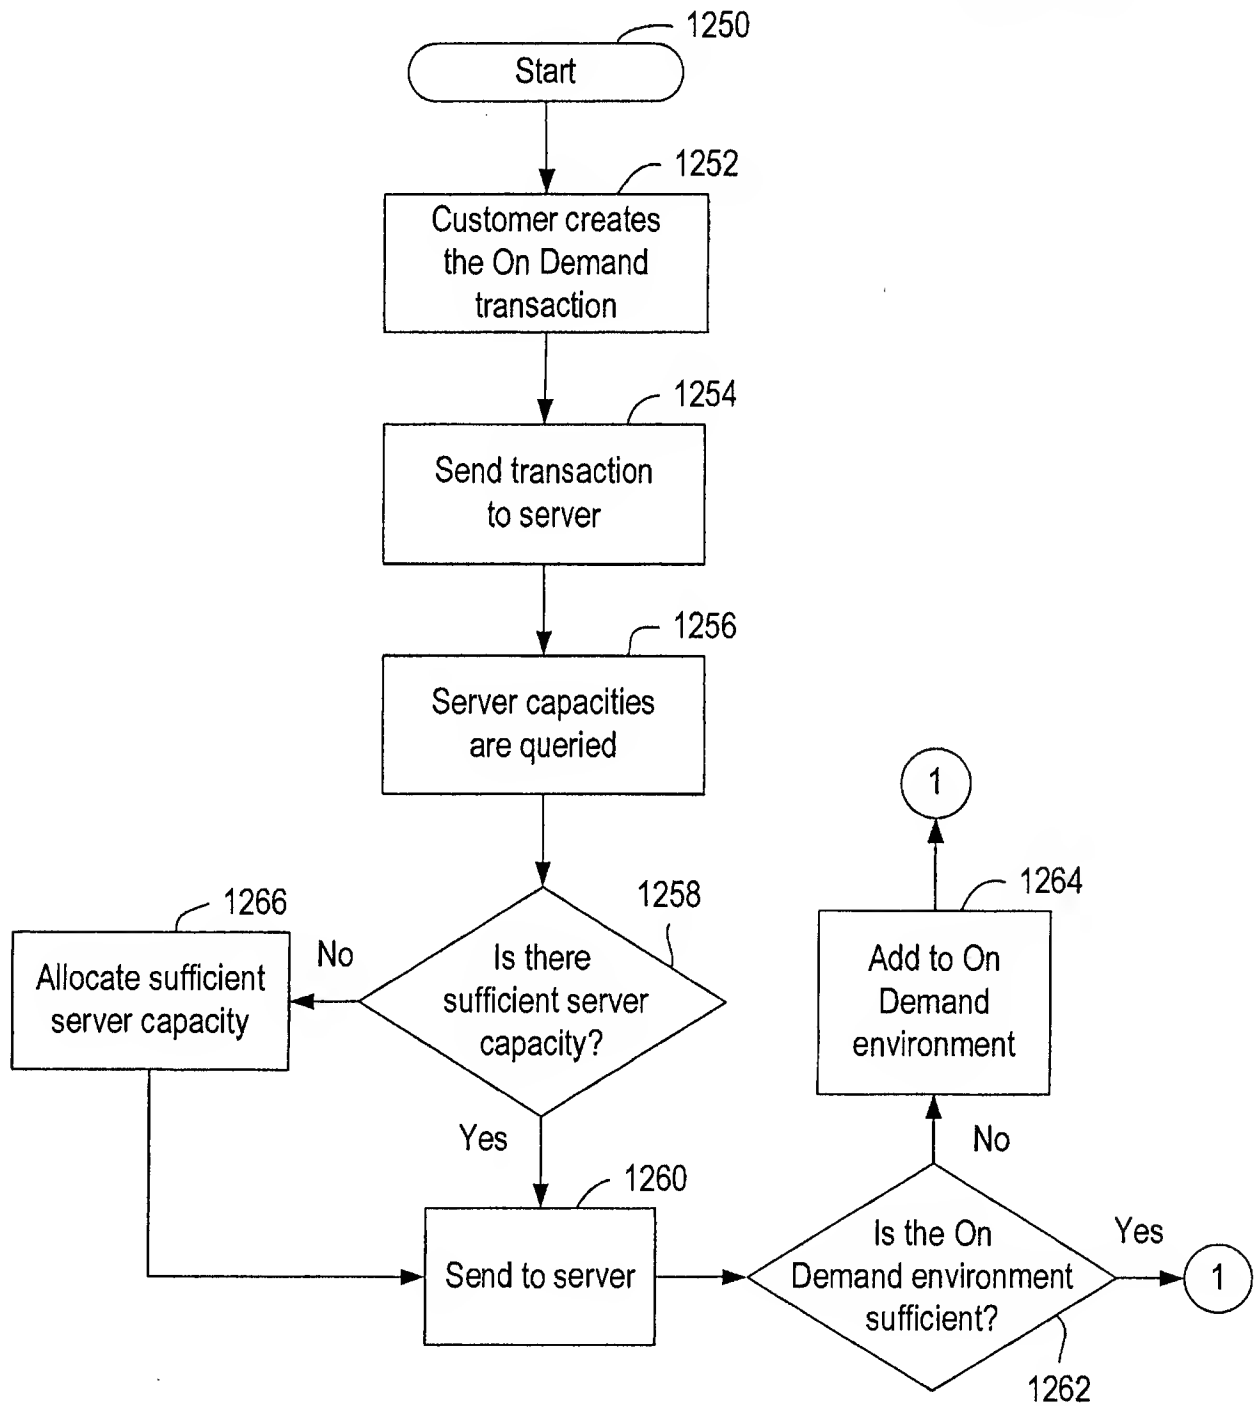 1250
Start
1252
Customer creates
the On Demand
transaction
1254
Send transaction
to server
1256
Server capacities
are queried
1
1266
Allocate sufficient
server capacity
No
1258
Is there
sufficient server
capacity?
1264
Add to On
Demand
environment
Yes
No
1260
Send to server
Is the On
Demand environment
sufficient?
Yes
1
1262